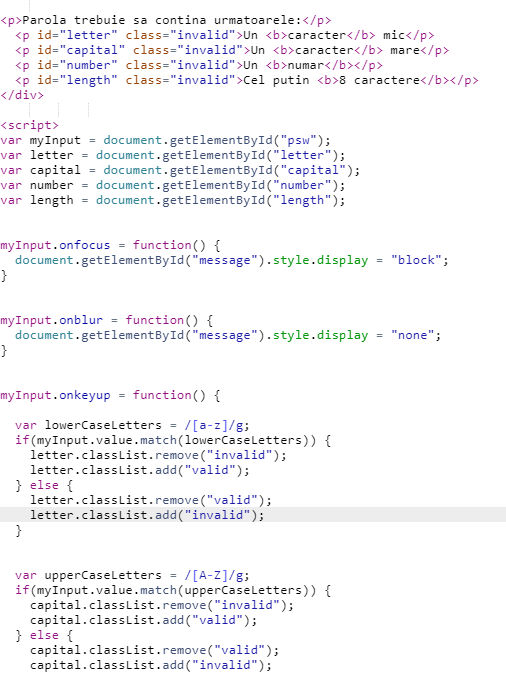 <p>Parola trebuie sa contina urmatoarele:</p>
  <p id="letter" class="invalid">Un <b>caracter</b> mic</p>
  <p id="capital" class="invalid">Un <b>caracter</b> mare</p>
  <p id="number" class="invalid">Un <b>numar</b></p>
  <p id="length" class="invalid">Cel putin <b>8 caractere</b></p>
</div>
<script>
var myInput = document.getElementById("psw");
var letter = document.getElementById("letter");
var capital = document.getElementById("capital");
var number = document.getElementById("number");
var length = document.getElementById("length");
myInput.onfocus = function() {
  document.getElementById("message").style.display = "block";
}
myInput.onblur = function() {
  document.getElementById("message").style.display = "none";
}
myInput.onkeyup = function() {
  var lowerCaseLetters = /[a-z]/g;
  if(myInput.value.match(lowerCaseLetters)) {
    letter.classList.remove("invalid");
    letter.classList.add("valid");
  } else {
    letter.classList.remove("valid");
    letter.classList.add("invalid");
  }
  var upperCaseLetters = /[A-Z]/g;
  if(myInput.value.match(upperCaseLetters)) {
    capital.classList.remove("invalid");
    capital.classList.add("valid");
  } else {
    capital.classList.remove("valid");
    capital.classList.add("invalid");